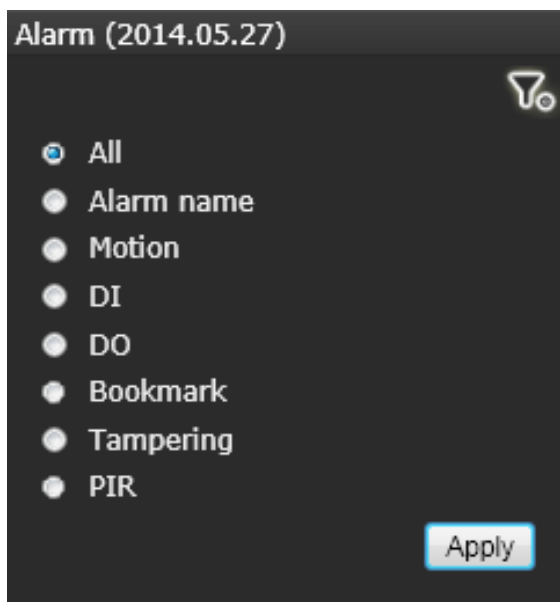 Alarm (2014.05.27)
All
Alarm name
Motion
DI
DO
Bookmark
Tampering
PIR
Apply